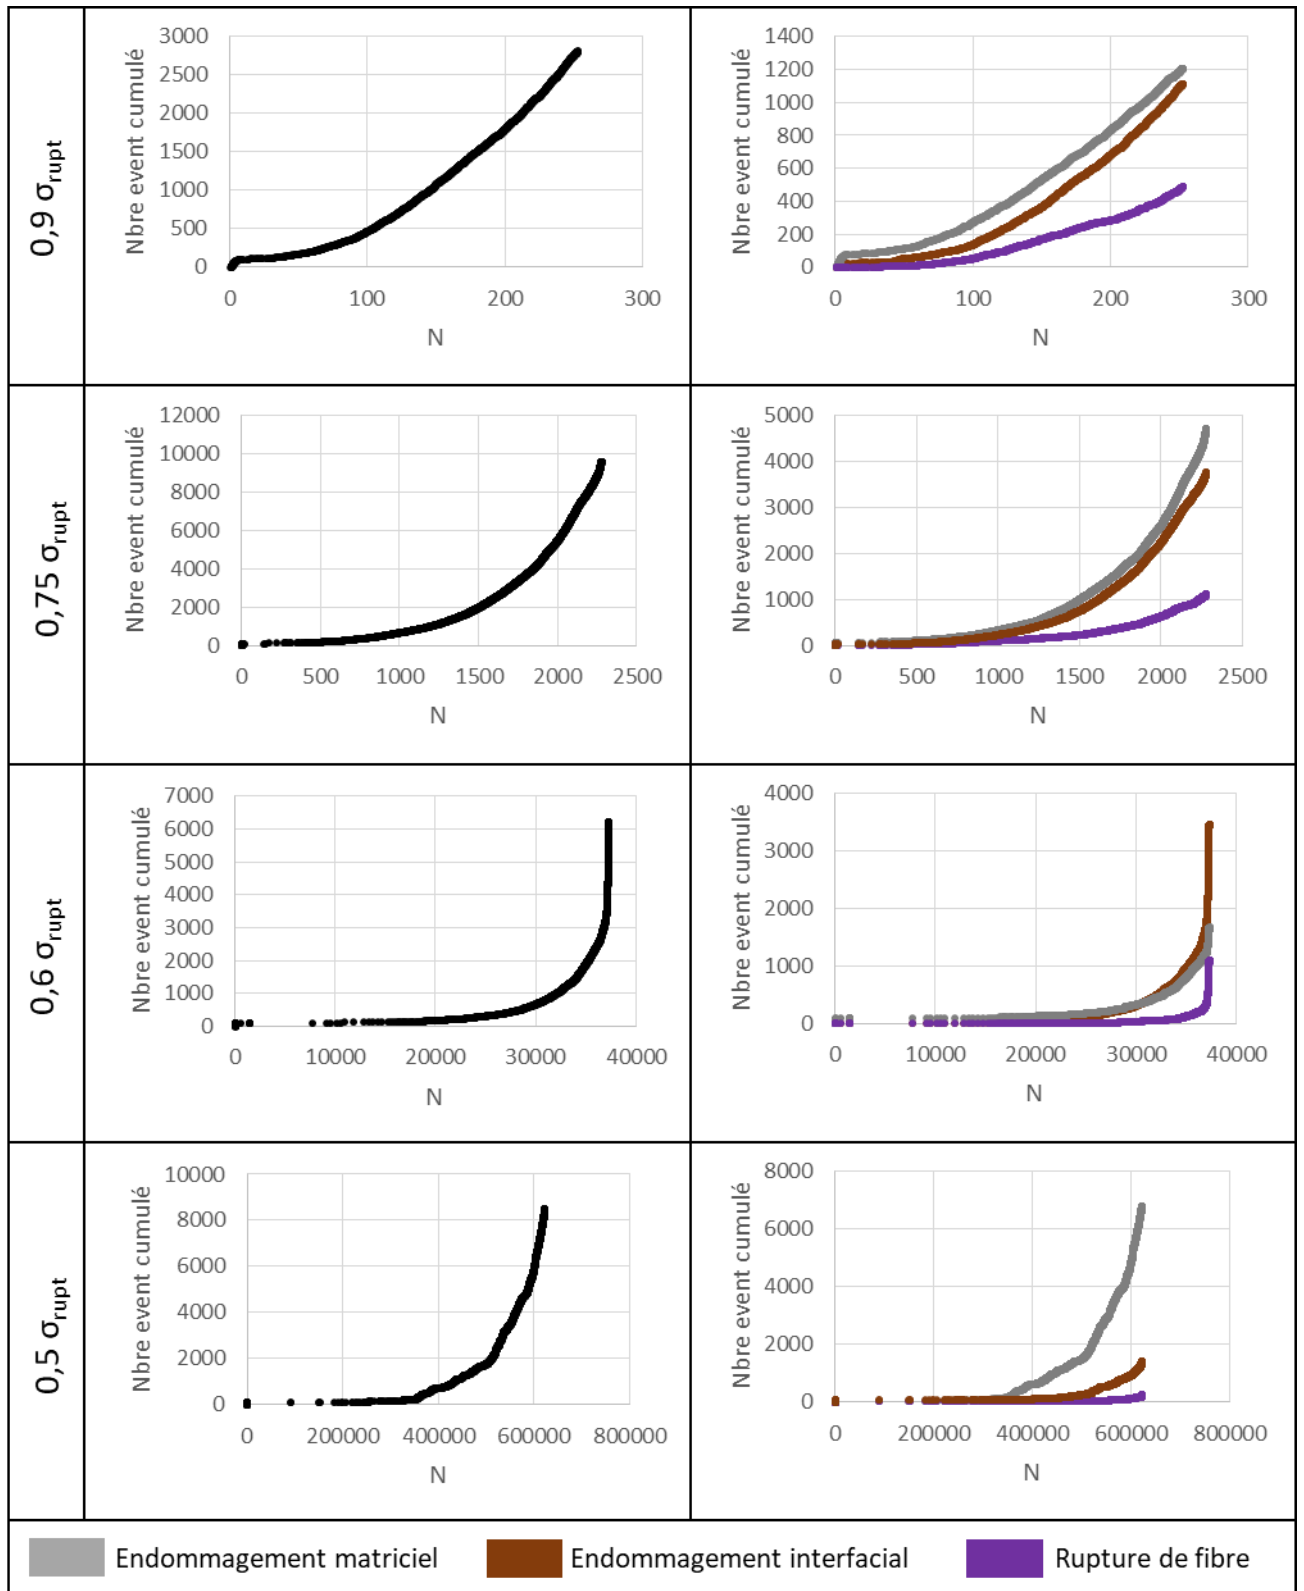 0,9 σrupt
Nbre event cumulé
3000
2500
2000
1500
1000
500
0
0 100 200 300
N
Nbre event cumulé
1400
1200
1000
800
600
400
200
0
0 100 200 300
N
0,75 σrupt
Nbre event cumulé
12000
10000
8000
6000
4000
2000
0
0 500 1000 1500 2000 2500
N
Nbre event cumulé
5000
4000
3000
2000
1000
0
0 500 1000 1500 2000 2500
N
0,6 σrupt
Nbre event cumulé
7000
6000
5000
4000
3000
2000
1000
0
0 10000 20000 30000 40000
N
Nbre event cumulé
4000
3000
2000
1000
0
0 10000 20000 30000 40000
N
0,5 σrupt
Nbre event cumulé
10000
8000
6000
4000
2000
0
0 200000 400000 600000 800000
N
Nbre event cumulé
8000
6000
4000
2000
0
0 200000 400000 600000 800000
N
Endommagement matriciel Endommagement interfacial Rupture de fibre